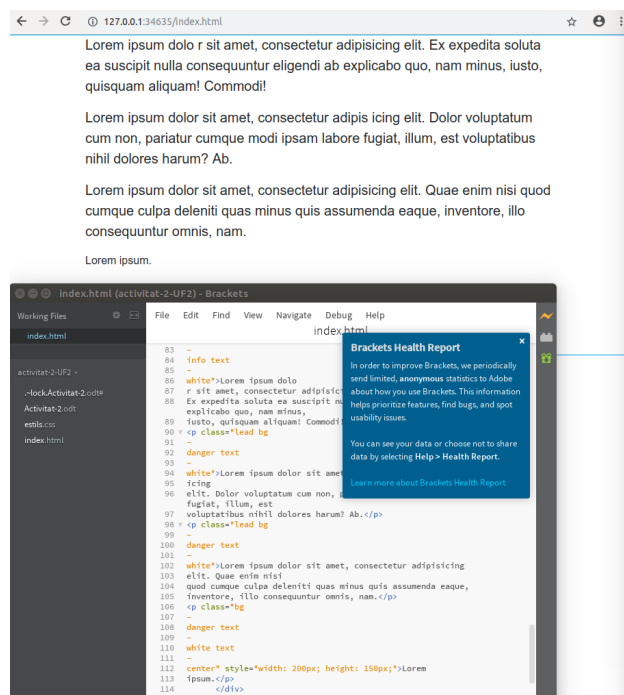 127.0.0.1:34635/index.html
Lorem ipsum dolo r sit amet, consectetur adipisicing elit. Ex expedita soluta
ea suscipit nulla consequuntur eligendi ab explicabo quo, nam minus, iusto,
quisquam aliquam! Commodi!
Lorem ipsum dolor sit amet, consectetur adipis icing elit. Dolor voluptatum
cum non, pariatur cumque modi ipsam labore fugiat, illum, est voluptatibus
nihil dolores harum? Ab.
Lorem ipsum dolor sit amet, consectetur adipisicing elit. Quae enim nisi quod
cumque culpa deleniti quas minus quis assumenda eaque, inventore, illo
consequuntur omnis, nam.
Lorem ipsum.
index.html (activitat-2-UF2) - Brackets
Working Files
index.html
activitat-2-UF2
.~lock.Activitat-2.odt#
Activitat-2.odt
estils.css
index.html
File Edit Find View Navigate Debug Help
index.html
83 -
84 info text
85 -
86 white">Lorem ipsum dolo
87 r sit amet, consectetur adipisic
88 Ex expedita soluta ea suscipit nu
explicabo quo, nam minus,
89 iusto, quisquam aliquam! Commodi!
90 <p class="lead bg
91 -
92 danger text
93 -
94 white">Lorem ipsum dolor sit amet
95 icing
96 elit. Dolor voluptatum cum non, p
fugiat, illum, est
97 voluptatibus nihil dolores harum? Ab.</p>
98 <p class="lead bg
99 -
100 danger text
101 -
102 white">Lorem ipsum dolor sit amet, consectetur adipisicing
103 elit. Quae enim nisi
104 quod cumque culpa deleniti quas minus quis assumenda eaque,
105 inventore, illo consequuntur omnis, nam.</p>
106 <p class="bg
107 -
108 danger text
109 -
110 white text
111 -
112 center" style="width: 200px; height: 150px;">Lorem
113 ipsum.</p>
114 </div>
Brackets Health Report
×
In order to improve Brackets, we periodically
send limited, anonymous statistics to Adobe
about how you use Brackets. This information
helps prioritize features, find bugs, and spot
usability issues.
You can see your data or choose not to share
data by selecting Help > Health Report.
Learn more about Brackets Health Report